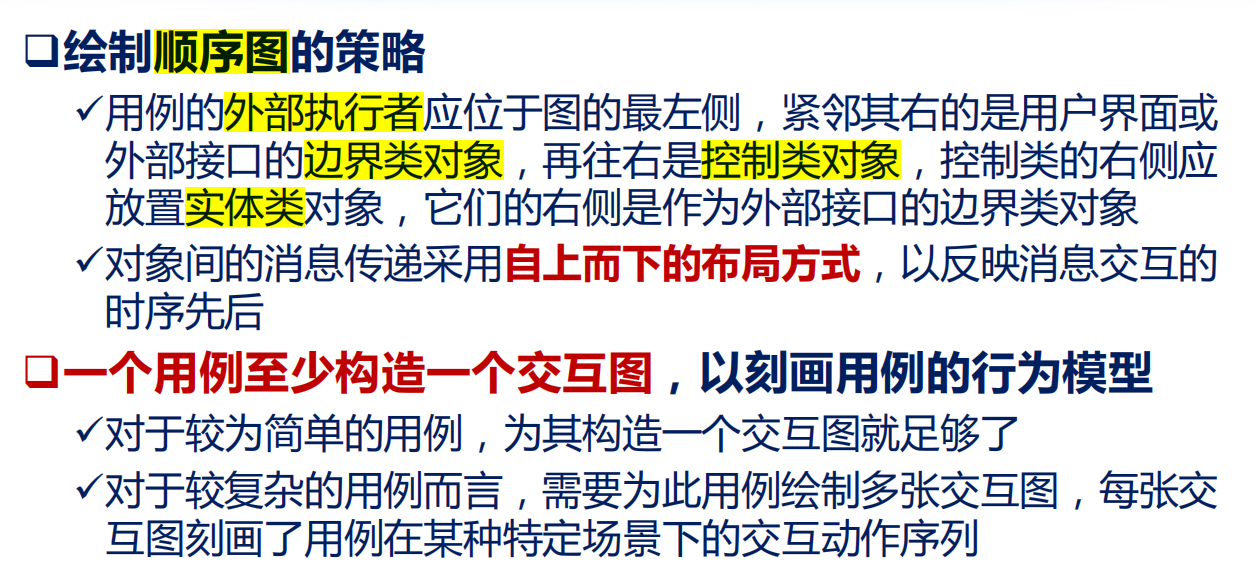 ❑绘制顺序图的策略
✓用例的外部执行者应位于图的最左侧，紧邻其右的是用户界面或
外部接口的边界类对象，再往右是控制类对象，控制类的右侧应
放置实体类对象，它们的右侧是作为外部接口的边界类对象
✓对象间的消息传递采用自上而下的布局方式，以反映消息交互的
时序先后
❑一个用例至少构造一个交互图，以刻画用例的行为模型
✓对于较为简单的用例，为其构造一个交互图就足够了
✓对于较复杂的用例而言，需要为此用例绘制多张交互图，每张交
互图刻画了用例在某种特定场景下的交互动作序列